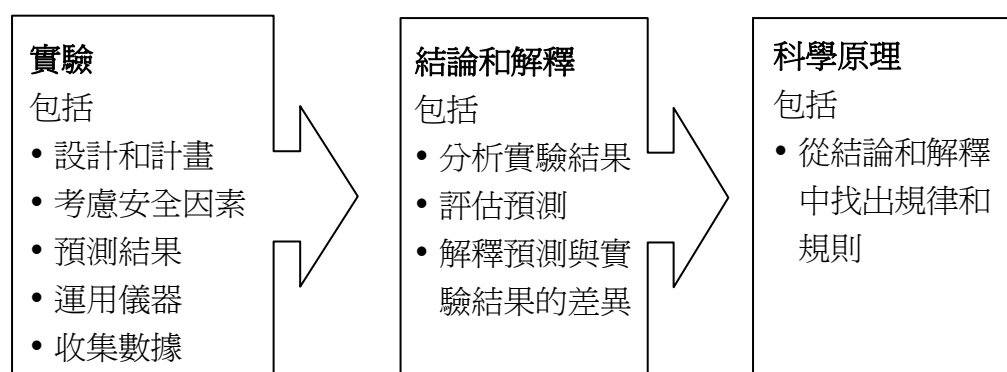 實驗
包括
• 設計和計畫
• 考慮安全因素
• 預測結果
• 運用儀器
• 收集數據
結論和解釋
包括
• 分析實驗結果
• 評估預測
• 解釋預測與實
驗結果的差異
科學原理
包括
• 從結論和解釋
中找出規律和
規則